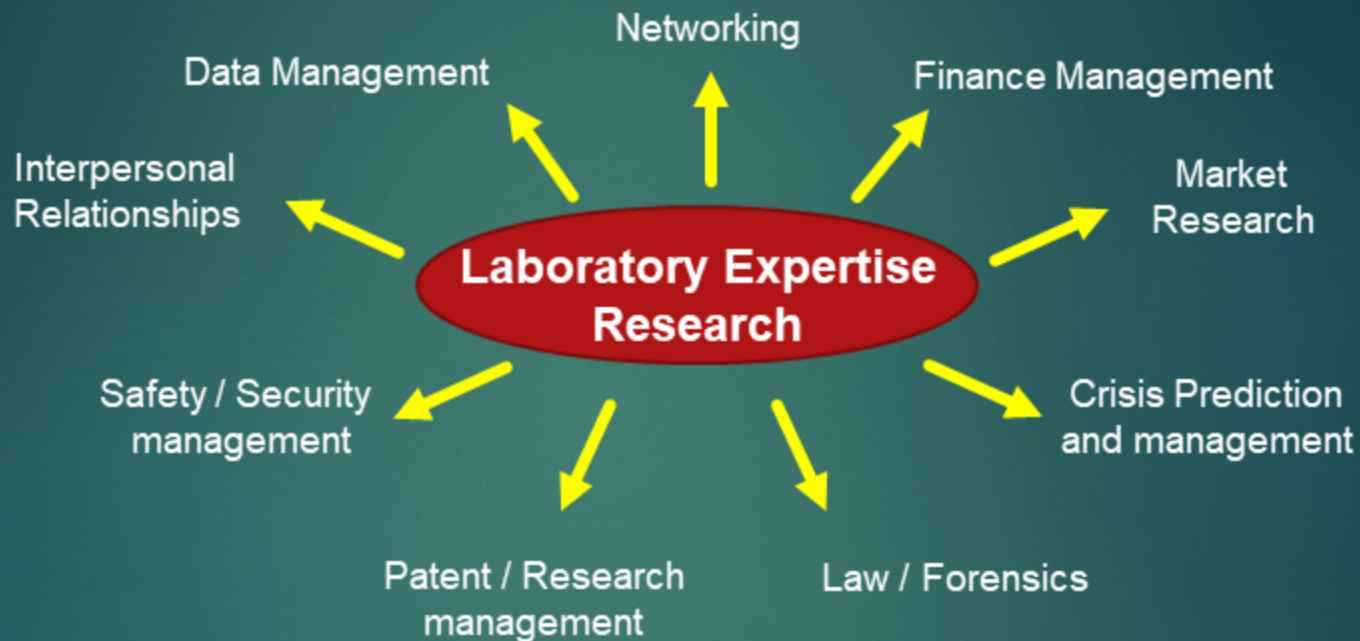 Networking
Data Management
Finance Management
Interpersonal
Relationships
Market
Research
Laboratory Expertise
Research
Safety / Security
management
Crisis Prediction
and management
Patent / Research
management
Law / Forensics